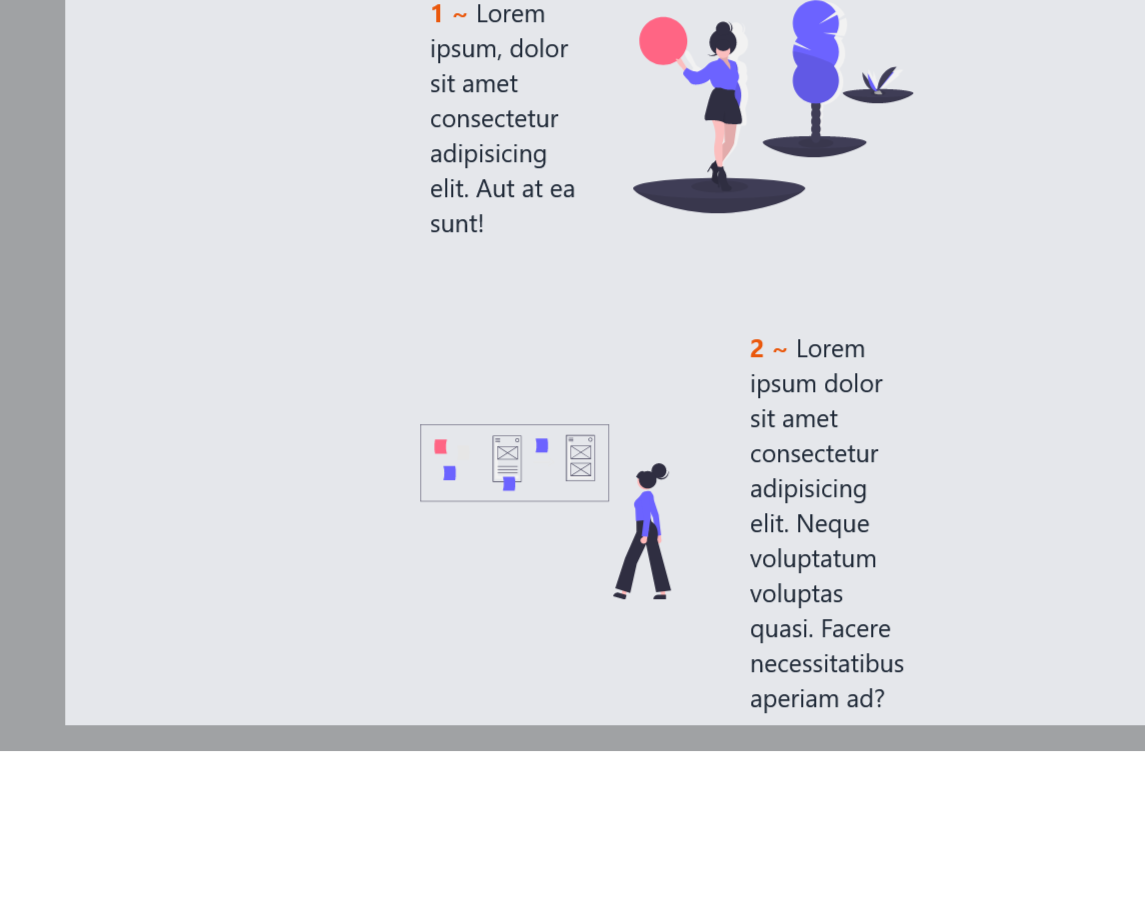 1 ~ Lorem
ipsum, dolor
sit amet
consectetur
adipisicing
elit. Aut at ea
sunt!
2 ~ Lorem
ipsum dolor
sit amet
consectetur
adipisicing
elit. Neque
voluptatum
voluptas
quasi. Facere
necessitatibus
aperiam ad?